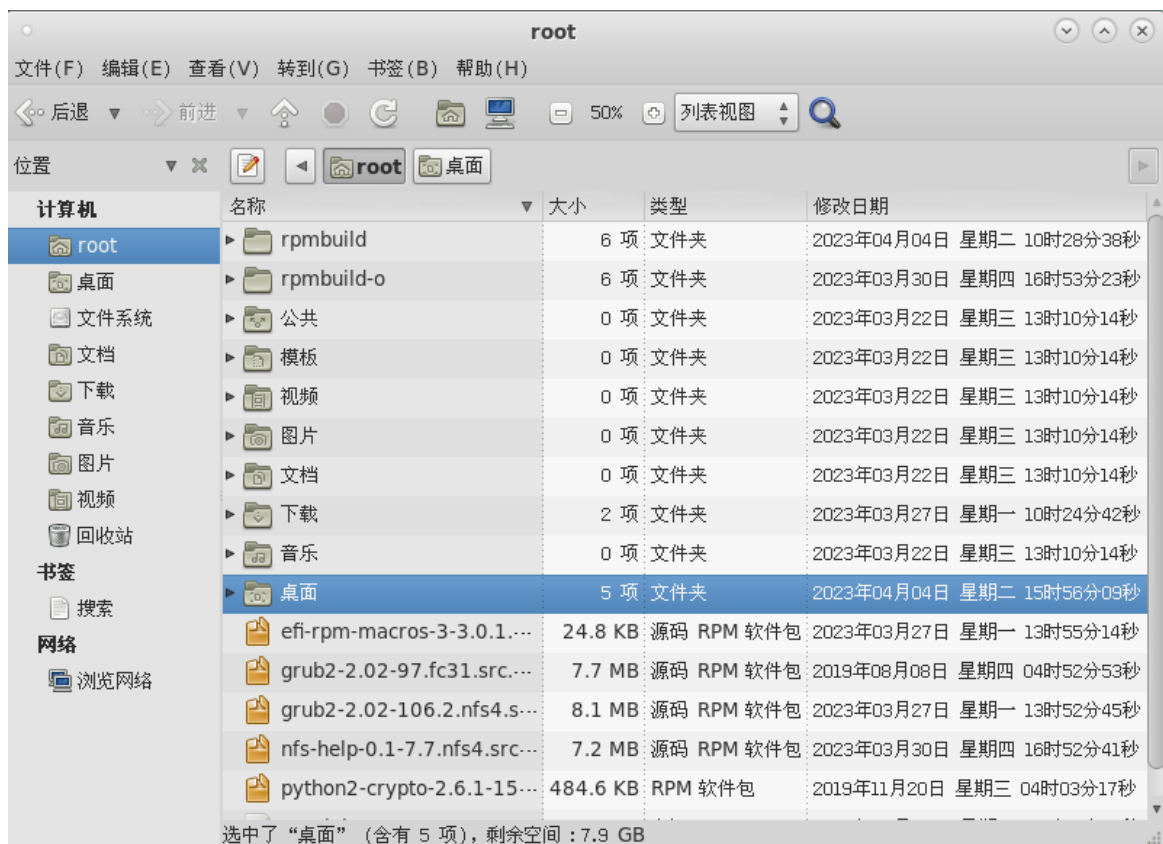 root
文件(F) 编辑(E) 查看(V) 转到(G) 书签(B) 帮助(H)
后退 前进 50% 列表视图
位置 root 桌面
计算机
root
桌面
文件系统
文档
下载
音乐
图片
视频
回收站
书签
搜索
网络
浏览网络
名称 大小 类型 修改日期
rpmbuild 6 项 文件夹 2023年04月04日 星期二 10时28分38秒
rpmbuild-o 6 项 文件夹 2023年03月30日 星期四 16时53分23秒
公共 0 项 文件夹 2023年03月22日 星期三 13时10分14秒
模板 0 项 文件夹 2023年03月22日 星期三 13时10分14秒
视频 0 项 文件夹 2023年03月22日 星期三 13时10分14秒
图片 0 项 文件夹 2023年03月22日 星期三 13时10分14秒
文档 0 项 文件夹 2023年03月22日 星期三 13时10分14秒
下载 2 项 文件夹 2023年03月27日 星期一 10时24分42秒
音乐 0 项 文件夹 2023年03月22日 星期三 13时10分14秒
桌面 5 项 文件夹 2023年04月04日 星期二 15时56分09秒
efi-rpm-macros-3-3.0.1.··· 24.8 KB 源码 RPM 软件包 2023年03月27日 星期一 13时55分14秒
grub2-2.02-97.fc31.src.··· 7.7 MB 源码 RPM 软件包 2019年08月08日 星期四 04时52分53秒
grub2-2.02-106.2.nfs4.s··· 8.1 MB 源码 RPM 软件包 2023年03月27日 星期一 13时52分45秒
nfs-help-0.1-7.7.nfs4.src··· 7.2 MB 源码 RPM 软件包 2023年03月30日 星期四 16时52分41秒
python2-crypto-2.6.1-15··· 484.6 KB RPM 软件包 2019年11月20日 星期三 04时03分17秒
选中了 “桌面” (含有 5 项), 剩余空间 : 7.9 GB